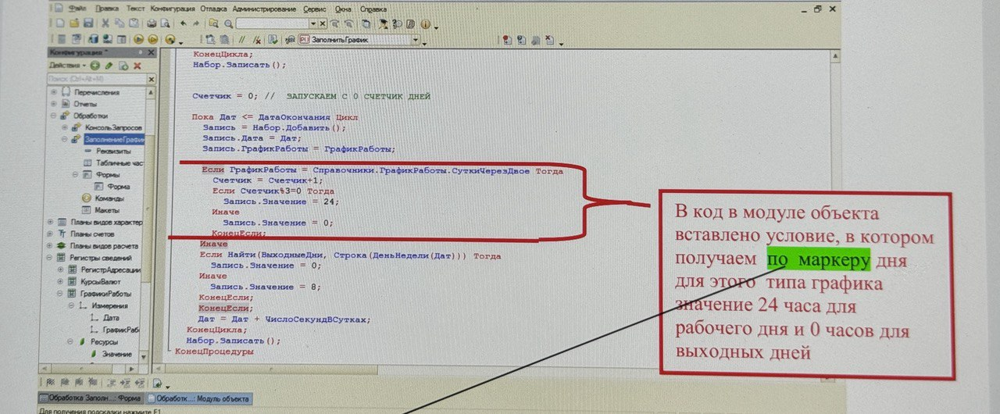 Файл Правка Текст Конфигурация Отладка Администрирование Сервис Окна Справка
ЗаполнитьГрафик
Конфигурация *
Действия
Поиск (Ctrl+Alt+M)
Перечисления
Отчеты
Обработки
КонсольЗапросов
ЗаполнениеГрафик
Реквизиты
Табличные час
Формы
Форма
Команды
Макеты
Планы видов характер
Планы счетов
Планы видов расчета
Регистры сведений
РегистрАдресации
КурсыВалют
ГрафикиРаботы
Измерения
Дата
ГрафикРаб
Ресурсы
Значение
КонецЦикла;
Набор.Записать();
Счетчик = 0; // ЗАПУСКАЕМ С 0 СЧЕТЧИК ДНЕЙ
Пока Дат <= ДатаОкончания Цикл
Запись = Набор.Добавить();
Запись.Дата = Дат;
Запись.ГрафикРаботы = ГрафикРаботы;
Если ГрафикРаботы = Справочники.ГрафикРаботы.СуткиЧерезДвое Тогда
Счетчик = Счетчик+1;
Если Счетчик%3=0 Тогда
Запись.Значение = 24;
Иначе
Запись.Значение = 0;
КонецЕсли;
Иначе
Если Найти(ВыходныеДни, Строка(ДеньНедели(Дат))) Тогда
Запись.Значение = 0;
Иначе
Запись.Значение = 8;
КонецЕсли;
КонецЕсли;
Дат = Дат + ЧислоСекундВСутках;
КонецЦикла;
Набор.Записать();
КонецПроцедуры
В код в модуле объекта
вставлено условие, в котором
получаем по маркеру дня
для этого типа графика
значение 24 часа для
рабочего дня и 0 часов для
выходных дней
Обработка Заполн...: Форма
Обработк...: Модуль объекта
Для получения подсказки нажмите F1